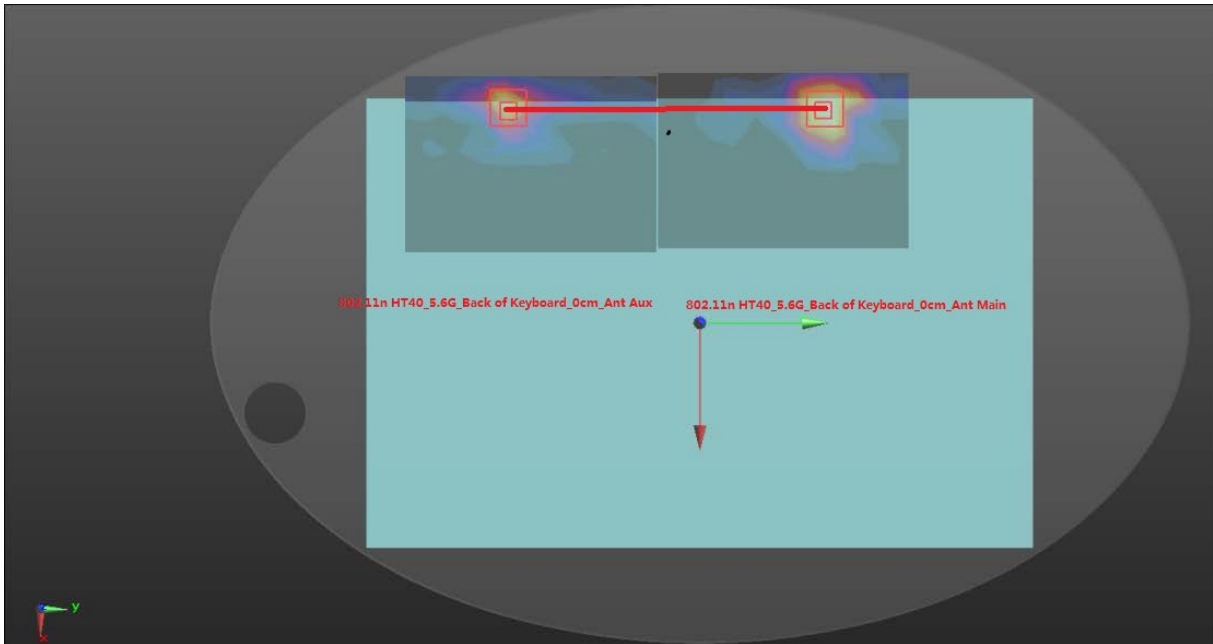 802.11n HT40_5.6G_Back of Keyboard_0cm_Ant Aux
802.11n HT40_5.6G_Back of Keyboard_0cm_Ant Main
y
x